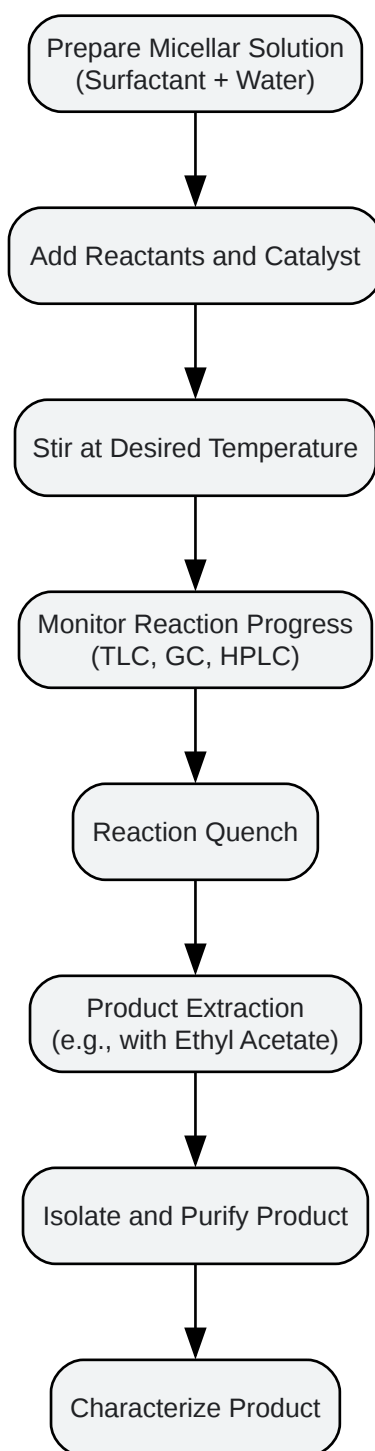 Prepare Micellar Solution
(Surfactant + Water)
Add Reactants and Catalyst
Stir at Desired Temperature
Monitor Reaction Progress
(TLC, GC, HPLC)
Reaction Quench
Product Extraction
(e.g., with Ethyl Acetate)
Isolate and Purify Product
Characterize Product